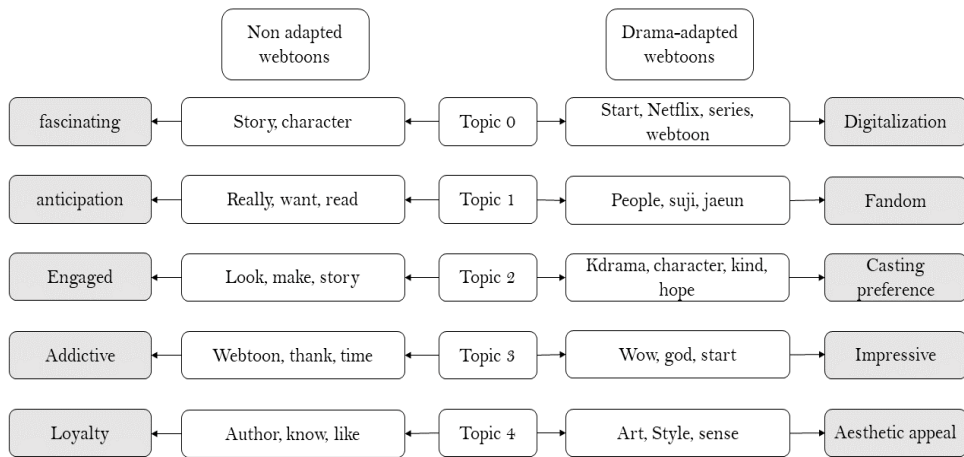 Non adapted
webtoons
Drama-adapted
webtoons
fascinating
Story, character
Topic 0
Start, Netflix, series,
webtoon
Digitalization
anticipation
Really, want, read
Topic 1
People, suji, jaeun
Fandom
Engaged
Look, make, story
Topic 2
Kdrama, character, kind,
hope
Casting
preference
Addictive
Webtoon, thank, time
Topic 3
Wow, god, start
Impressive
Loyalty
Author, know, like
Topic 4
Art, Style, sense
Aesthetic appeal